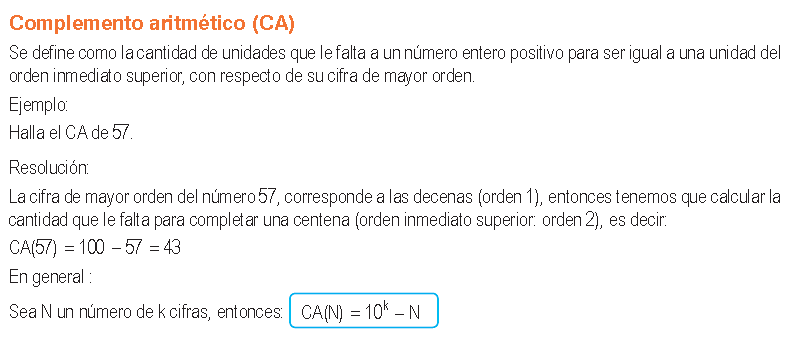 Complemento aritmético (CA)
Se define como la cantidad de unidades que le falta a un número entero positivo para ser igual a una unidad del
orden inmediato superior, con respecto de su cifra de mayor orden.
Ejemplo:
Halla el CA de 57.
Resolución:
La cifra de mayor orden del número 57, corresponde a las decenas (orden 1), entonces tenemos que calcular la
cantidad que le falta para completar una centena (orden inmediato superior: orden 2), es decir:
CA(57) = 100 – 57 = 43
En general :
Sea N un número de k cifras, entonces: CA(N) = 10^k – N